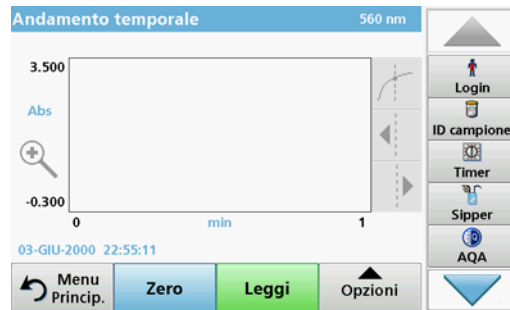 Andamento temporale 560 nm
3.500
Abs
-0.300
0 min 1
03-GIU-2000 22:55:11
Menu
Princip.
Zero
Leggi
Opzioni
Login
ID campione
Timer
Sipper
AQA